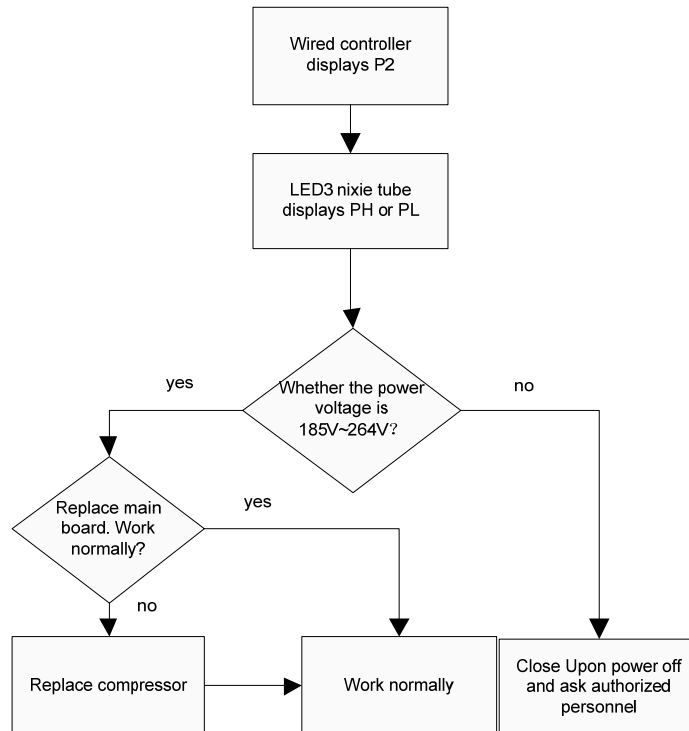 Wired controller
displays P2
LED3 nixie tube
displays PH or PL
yes
Whether the power
voltage is
185V~264V?
no
Replace main
board. Work
normally?
yes
no
Replace compressor
Work normally
Close Upon power off
and ask authorized
personnel